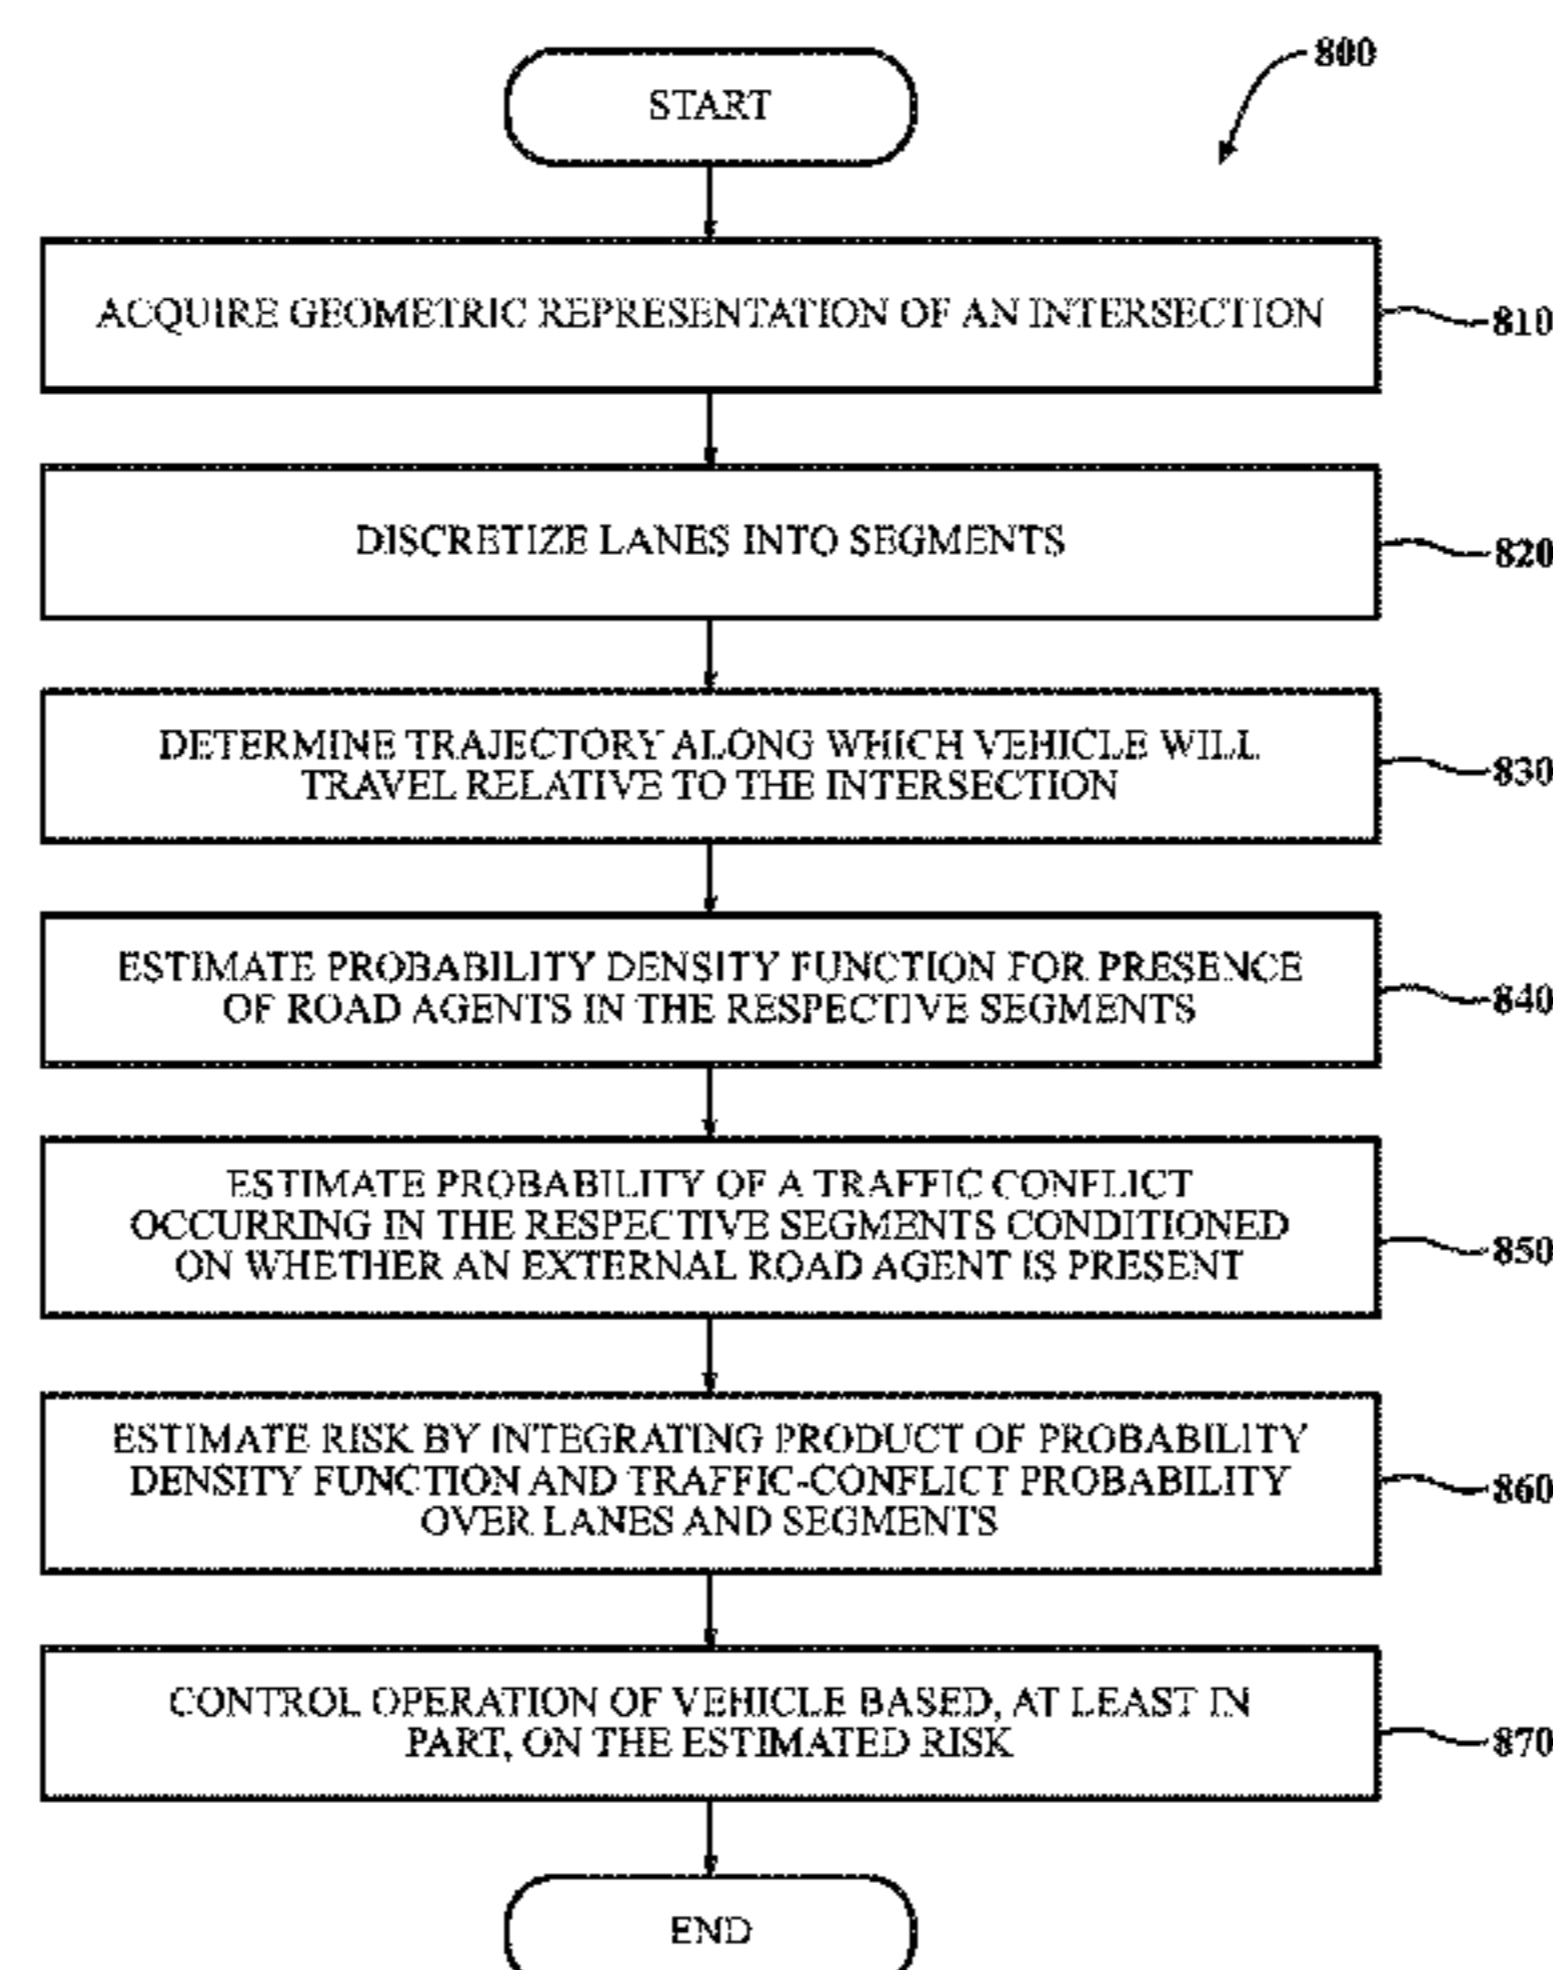 800
START
ACQUIRE GEOMETRIC REPRESENTATION OF AN INTERSECTION
810
DISCRETIZE LANES INTO SEGMENTS
820
DETERMINE TRAJECTORY ALONG WHICH VEHICLE WILL
TRAVEL RELATIVE TO THE INTERSECTION
830
ESTIMATE PROBABILITY DENSITY FUNCTION FOR PRESENCE
OF ROAD AGENTS IN THE RESPECTIVE SEGMENTS
840
ESTIMATE PROBABILITY OF A TRAFFIC CONFLICT
OCCURRING IN THE RESPECTIVE SEGMENTS CONDITIONED
ON WHETHER AN EXTERNAL ROAD AGENT IS PRESENT
850
ESTIMATE RISK BY INTEGRATING PRODUCT OF PROBABILITY
DENSITY FUNCTION AND TRAFFIC-CONFLICT PROBABILITY
OVER LANES AND SEGMENTS
860
CONTROL OPERATION OF VEHICLE BASED, AT LEAST IN
PART, ON THE ESTIMATED RISK
870
END